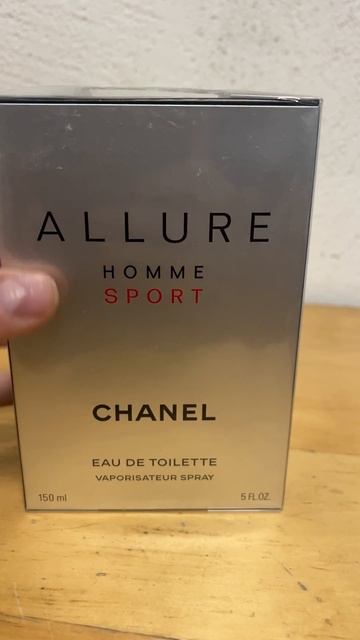 ALLURE
HOMME
SPORT
CHANEL
EAU DE TOILETTE
VAPORISATEUR SPRAY
150 ml 5 FL.OZ.